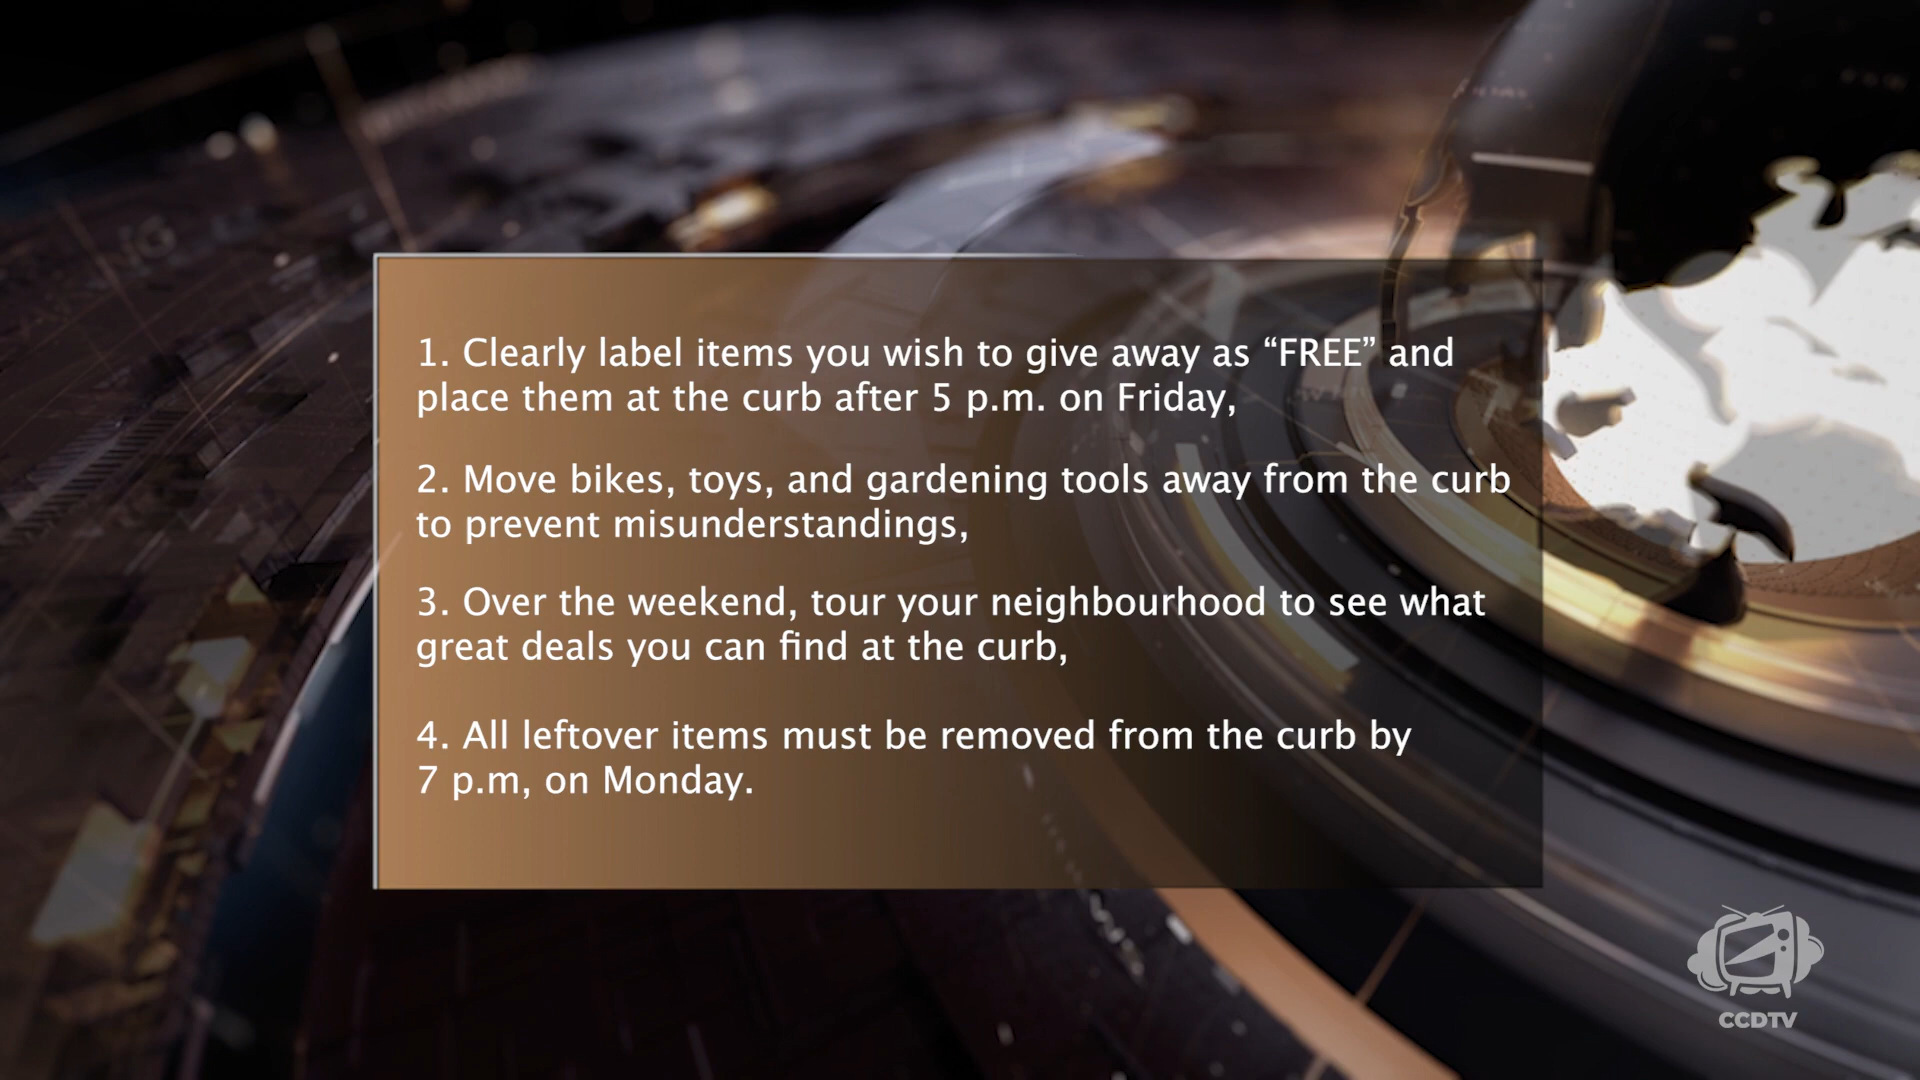 1. Clearly label items you wish to give away as “FREE” and
place them at the curb after 5 p.m. on Friday,
2. Move bikes, toys, and gardening tools away from the curb
to prevent misunderstandings,
3. Over the weekend, tour your neighbourhood to see what
great deals you can find at the curb,
4. All leftover items must be removed from the curb by
7 p.m, on Monday.
CCDTV